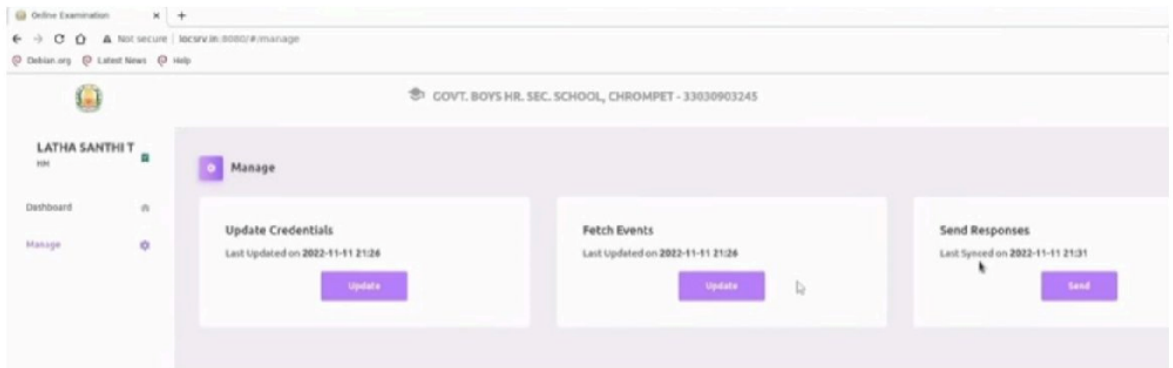 Online Examination
Not secure | locsrv.in:8080/#/manage
Debian.org Latest News Help
GOVT. BOYS HR. SEC. SCHOOL, CHROMPET - 33030903245
LATHA SANTHI T
HM
Dashboard
Manage
Manage
Update Credentials
Last Updated on 2022-11-11 21:26
Update
Fetch Events
Last Updated on 2022-11-11 21:26
Update
Send Responses
Last Synced on 2022-11-11 21:31
Send